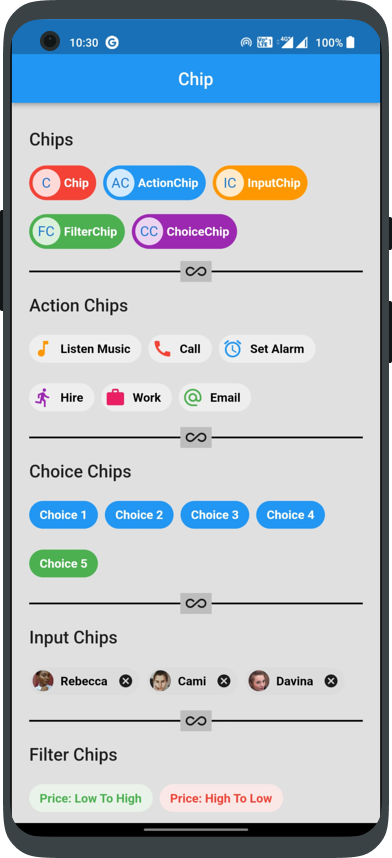 10:30 G 4G 100%
Chip
Chips
C Chip AC ActionChip IC InputChip
FC FilterChip CC ChoiceChip
Action Chips
Listen Music Call Set Alarm
Hire Work Email
Choice Chips
Choice 1 Choice 2 Choice 3 Choice 4
Choice 5
Input Chips
Rebecca Cami Davina
Filter Chips
Price: Low To High Price: High To Low